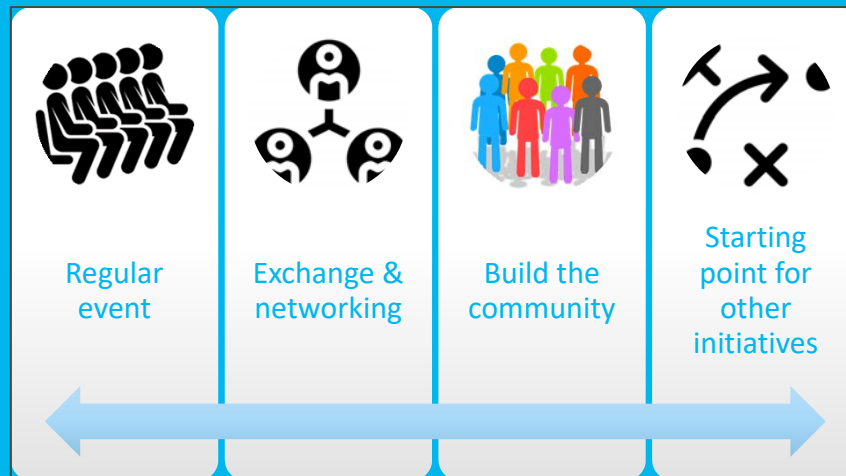 Regular
event
Exchange &
networking
Build the
community
Starting
point for
other
initiatives